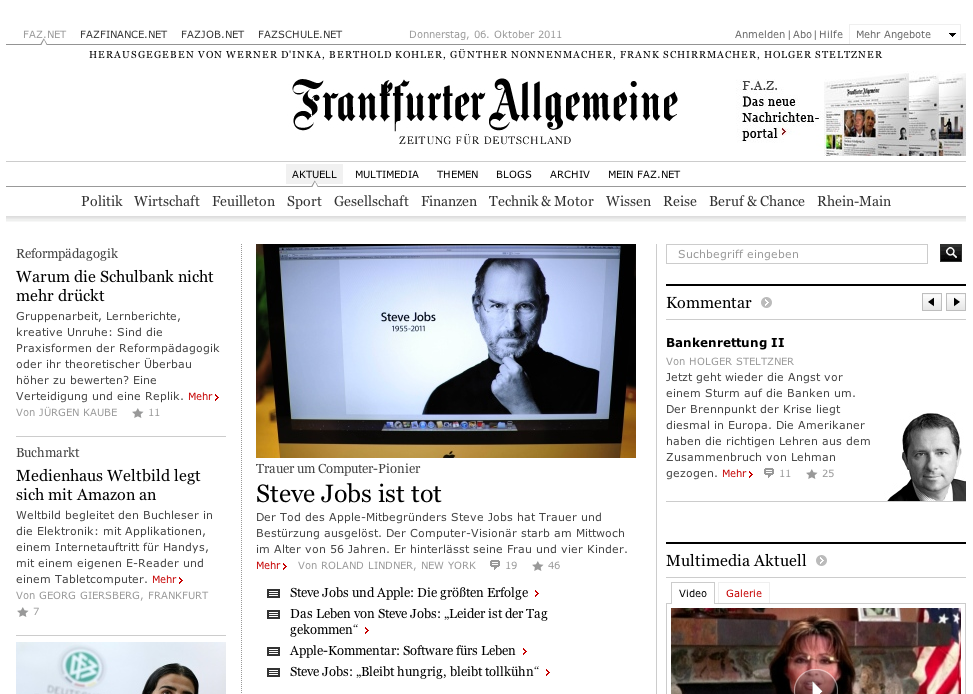 FAZ.NET FAZFINANCE.NET FAZJOB.NET FAZSCHULE.NET Donnerstag, 06. Oktober 2011 Anmelden | Abo | Hilfe Mehr Angebote
HERAUSGEGEBEN VON WERNER D'INKA, BERTHOLD KOHLER, GÜNTHER NONNENMACHER, FRANK SCHIRRMACHER, HOLGER STELTZNER
Frankfurter Allgemeine
ZEITUNG FÜR DEUTSCHLAND
F.A.Z.
Das neue
Nachrichten-
portal
AKTUELL MULTIMEDIA THEMEN BLOGS ARCHIV MEIN FAZ.NET
Politik Wirtschaft Feuilleton Sport Gesellschaft Finanzen Technik & Motor Wissen Reise Beruf & Chance Rhein-Main
Reformpädagogik
Warum die Schulbank nicht
mehr drückt
Gruppenarbeit, Lernberichte,
kreative Unruhe: Sind die
Praxisformen der Reformpädagogik
oder ihr theoretischer Überbau
höher zu bewerten? Eine
Verteidigung und eine Replik. Mehr
Von JÜRGEN KAUBE 11
Buchmarkt
Medienhaus Weltbild legt
sich mit Amazon an
Weltbild begleitet den Buchleser in
die Elektronik: mit Applikationen,
einem Internetauftritt für Handys,
mit einem eigenen E-Reader und
einem Tabletcomputer. Mehr
Von GEORG GIERSBERG, FRANKFURT
7
DEUTSC
Steve Jobs
1955-2011
Trauer um Computer-Pionier
Steve Jobs ist tot
Der Tod des Apple-Mitbegründers Steve Jobs hat Trauer und
Bestürzung ausgelöst. Der Computer-Visionär starb am Mittwoch
im Alter von 56 Jahren. Er hinterlässt seine Frau und vier Kinder.
Mehr Von ROLAND LINDNER, NEW YORK 19 46
Steve Jobs und Apple: Die größten Erfolge
Das Leben von Steve Jobs: „Leider ist der Tag
gekommen“
Apple-Kommentar: Software fürs Leben
Steve Jobs: „Bleibt hungrig, bleibt tollkühn“
Suchbegriff eingeben
Kommentar
Bankenrettung II
Von HOLGER STELTZNER
Jetzt geht wieder die Angst vor
einem Sturm auf die Banken um.
Der Brennpunkt der Krise liegt
diesmal in Europa. Die Amerikaner
haben die richtigen Lehren aus dem
Zusammenbruch von Lehman
gezogen. Mehr 11 25
Multimedia Aktuell
Video Galerie